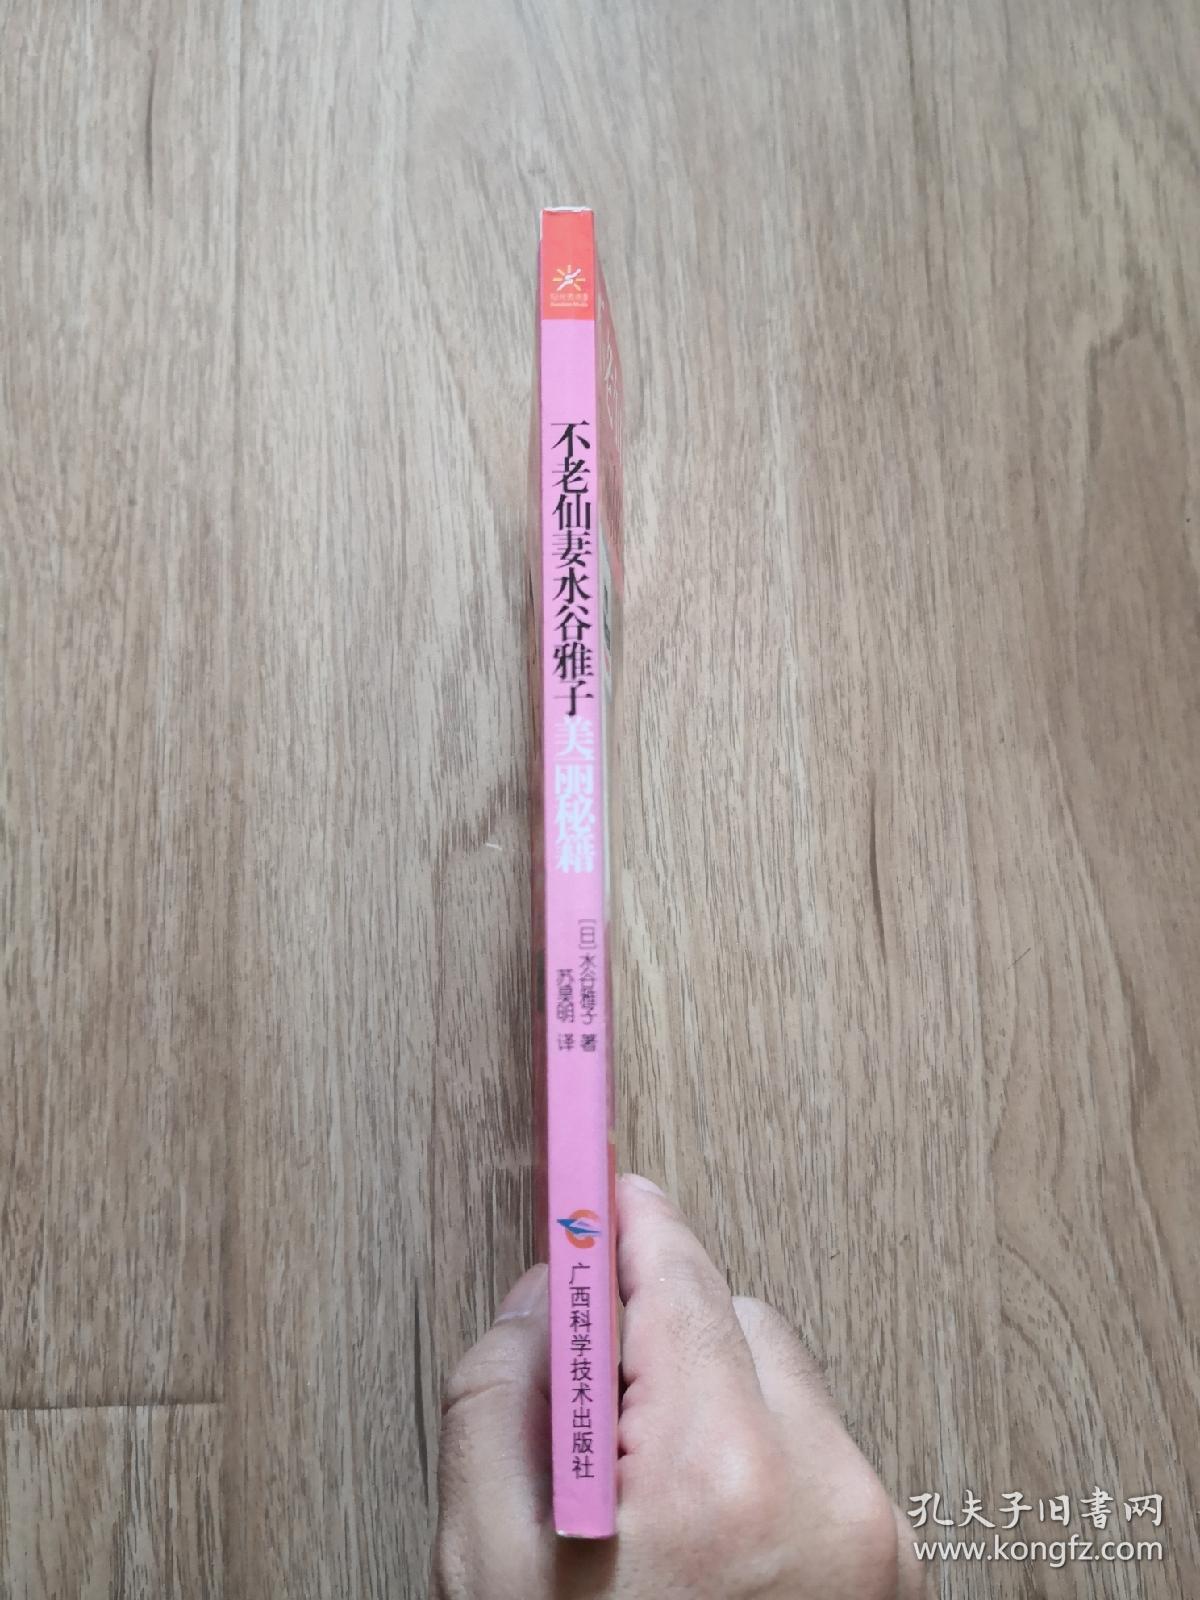 不老仙妻水谷雅子美丽秘籍
[日]水谷雅子 著
苏昊明 译
广西科学技术出版社
孔夫子旧書网
www.kongfz.com